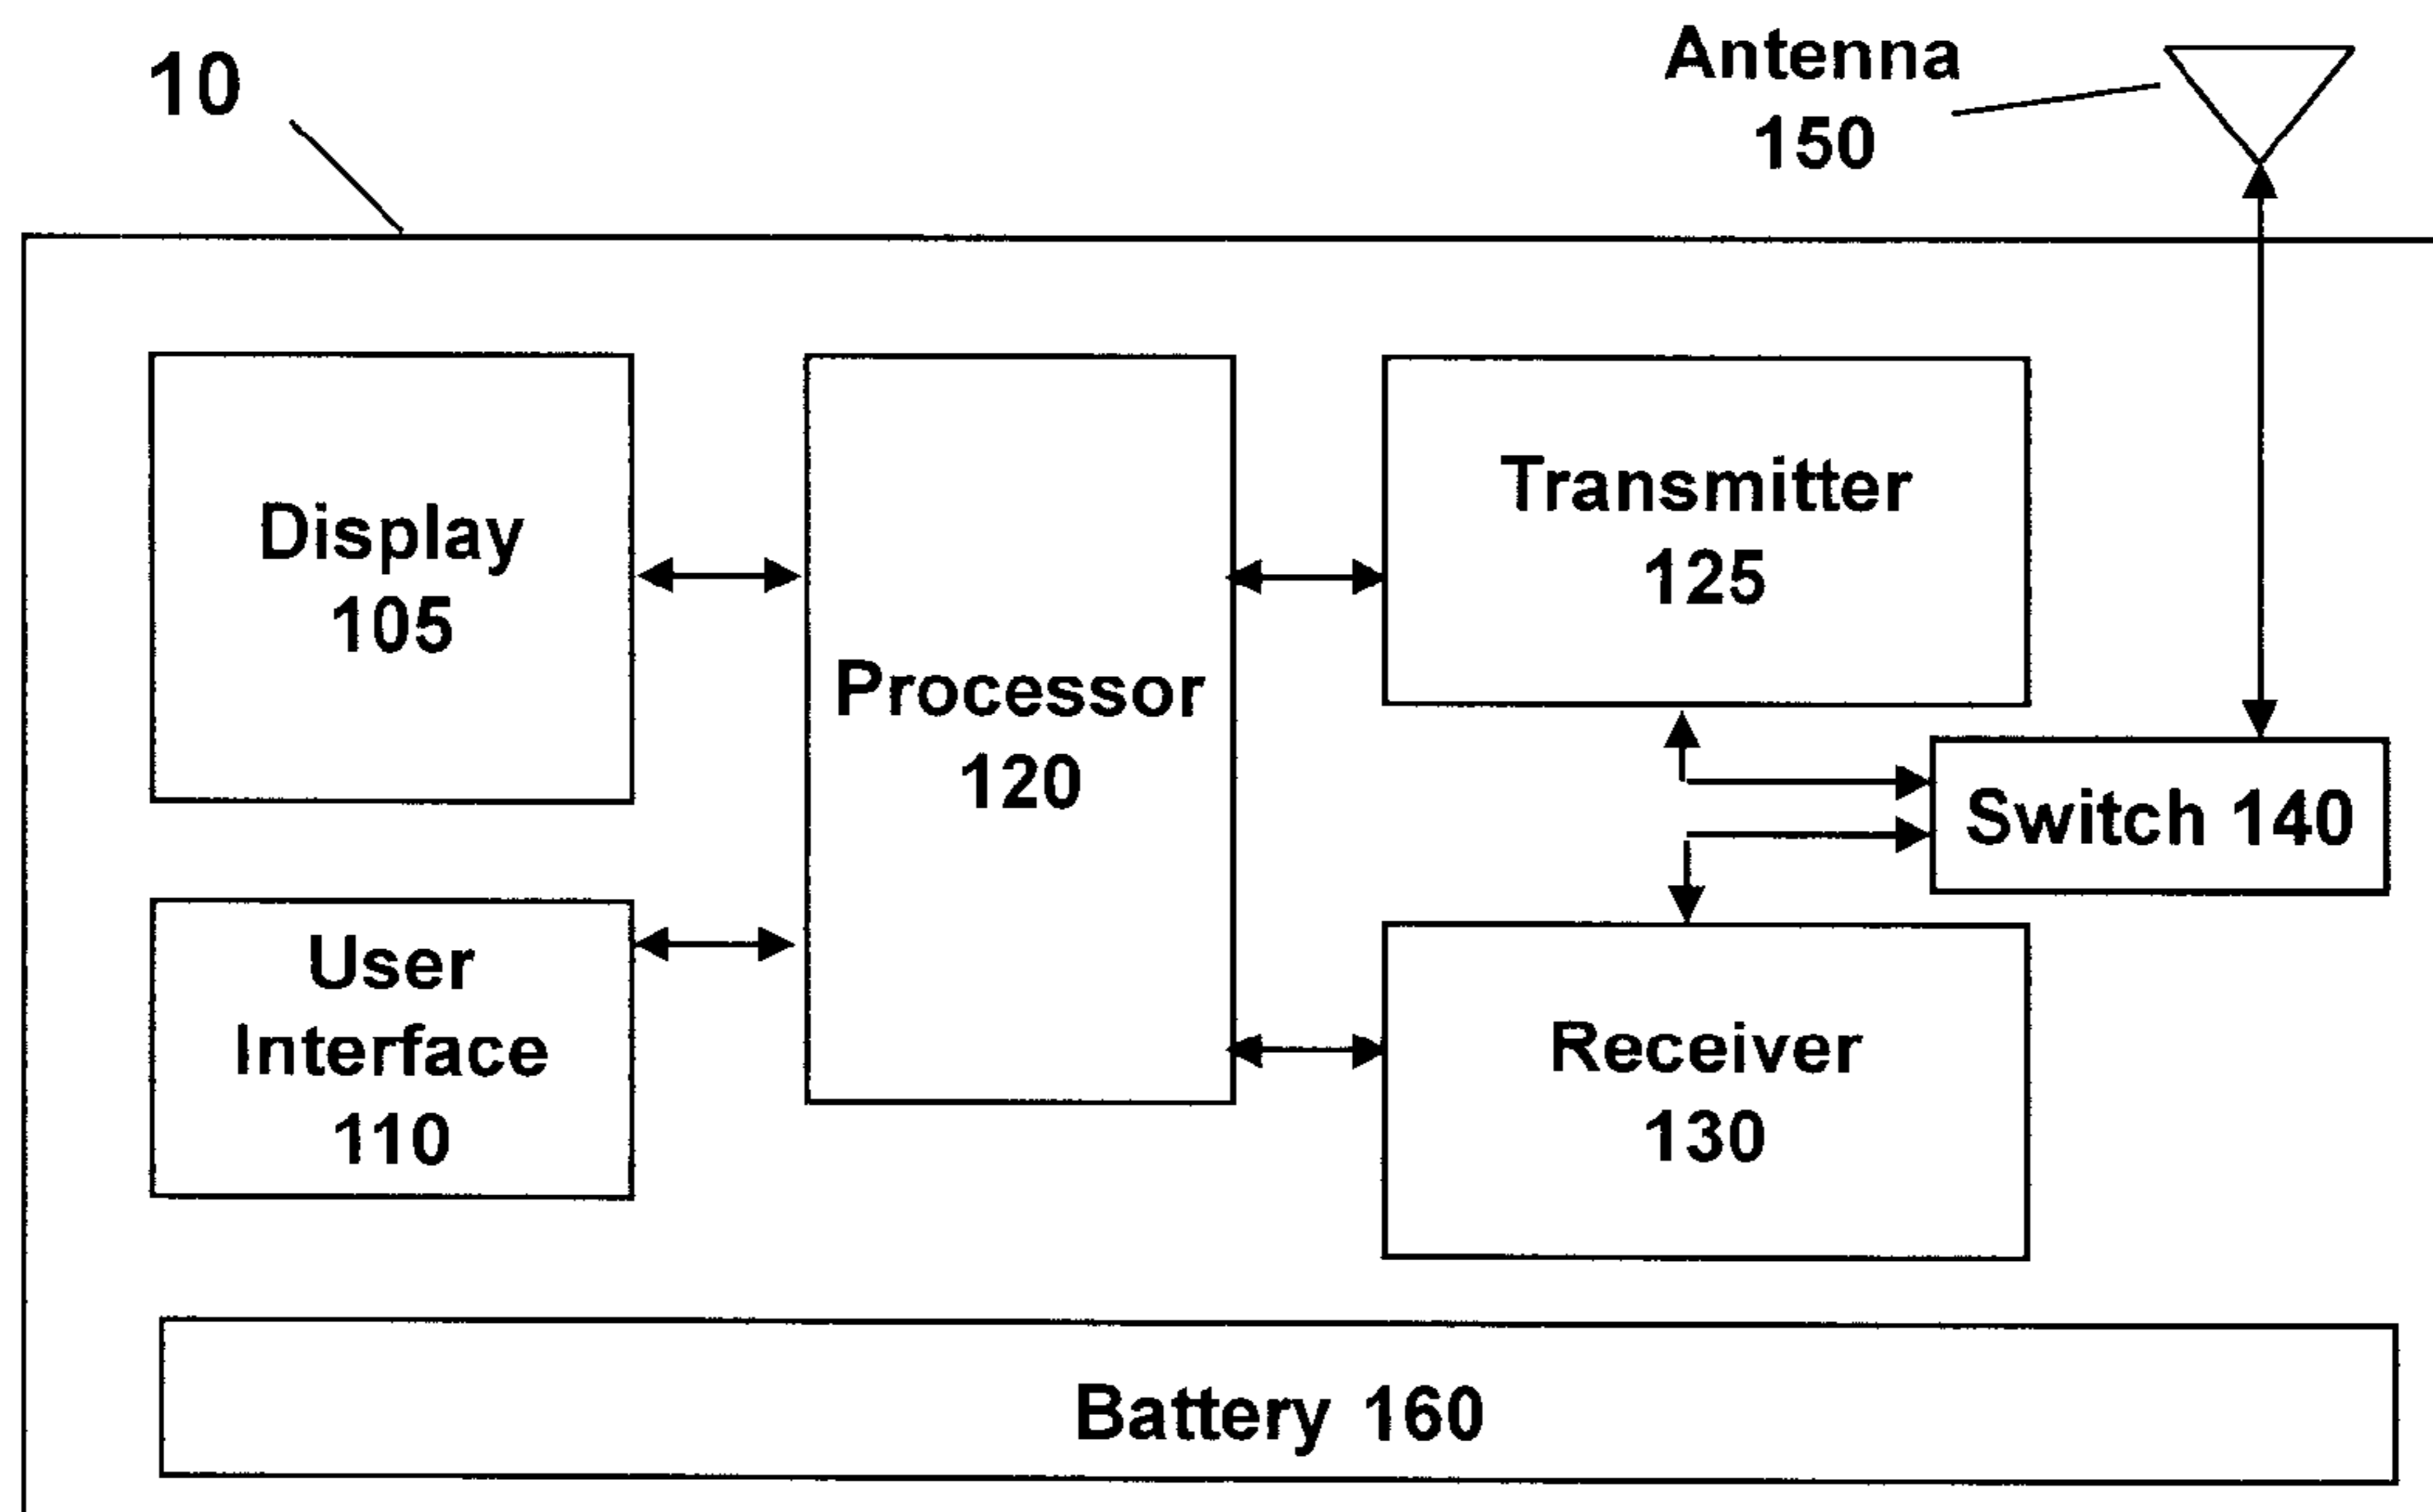 10
Antenna
150
Display
105
Processor
120
Transmitter
125
Switch 140
User
Interface
110
Receiver
130
Battery 160